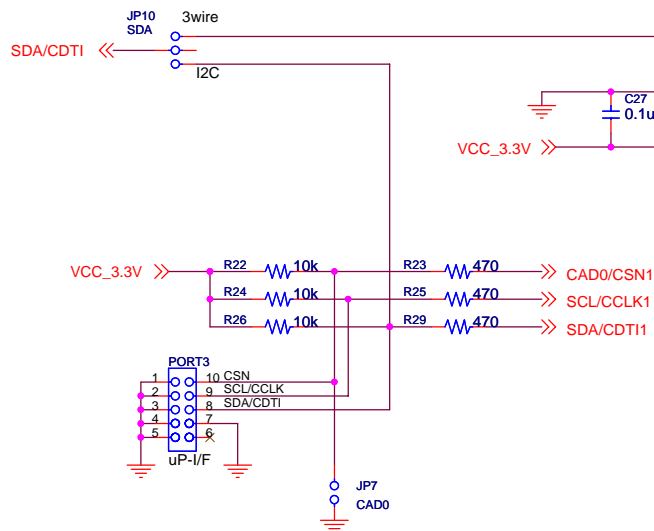 JP10 3wire
SDA
SDA/CDTI
I2C
C27
0.1u
VCC_3.3V
VCC_3.3V R22 10k R23 470 CAD0/CSN1
R24 10k R25 470 SCL/CCLK1
R26 10k R29 470 SDA/CDTI1
PORT3
1 10 CSN
2 9 SCL/CCLK
3 8 SDA/CDTI
4 7
5 6
uP-I/F
JP7
CAD0